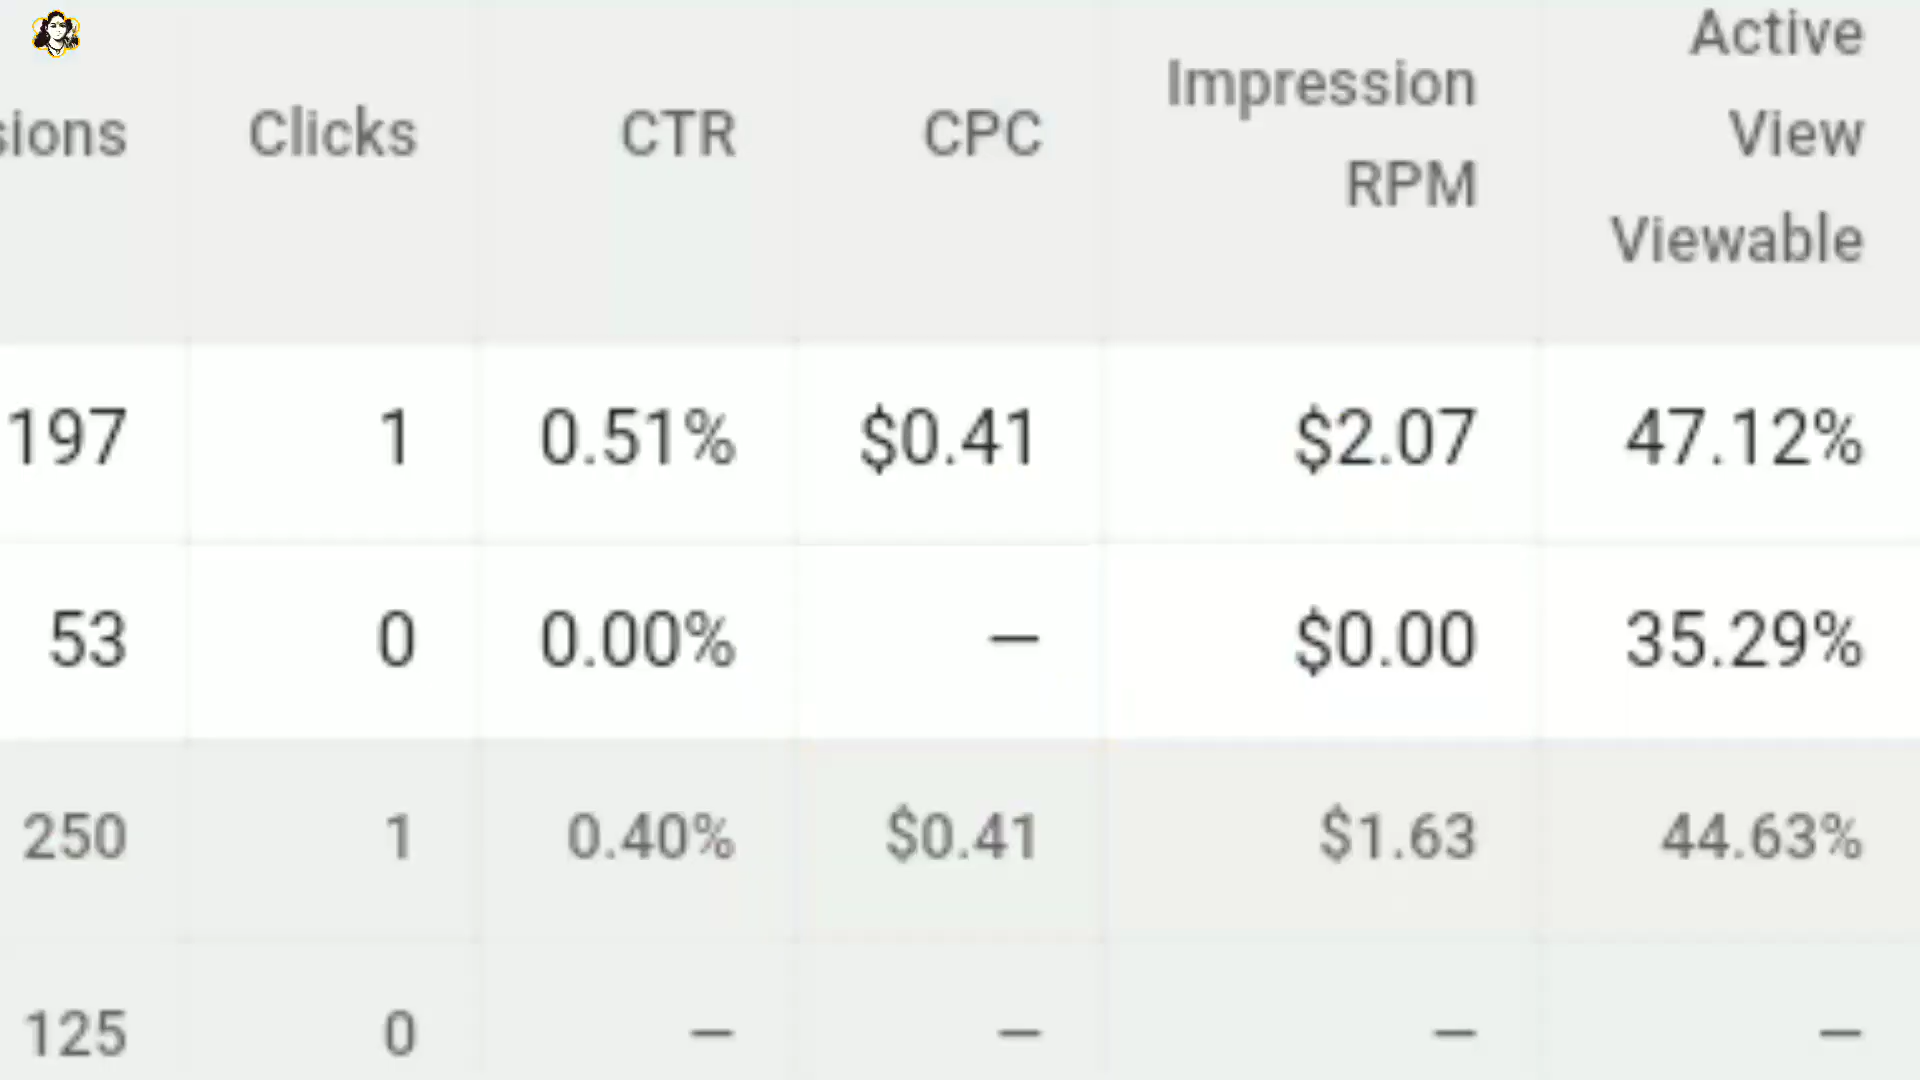 sions Clicks CTR CPC Impression RPM Active View Viewable
197 1 0.51% $0.41 $2.07 47.12%
53 0 0.00% — $0.00 35.29%
250 1 0.40% $0.41 $1.63 44.63%
125 0 — — — —